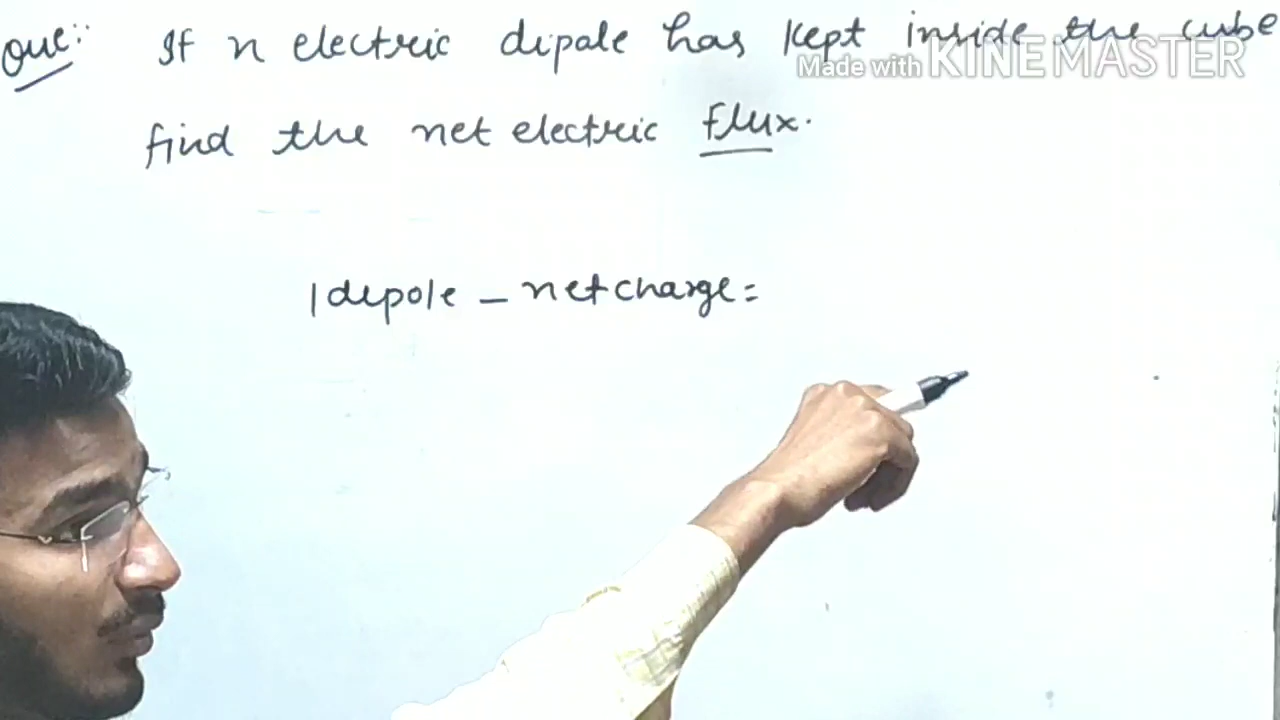 Que:: If n electric dipole has kept inside the cube
Made with KINEMASTER
find the net electric flux.
1 depole - net charge =